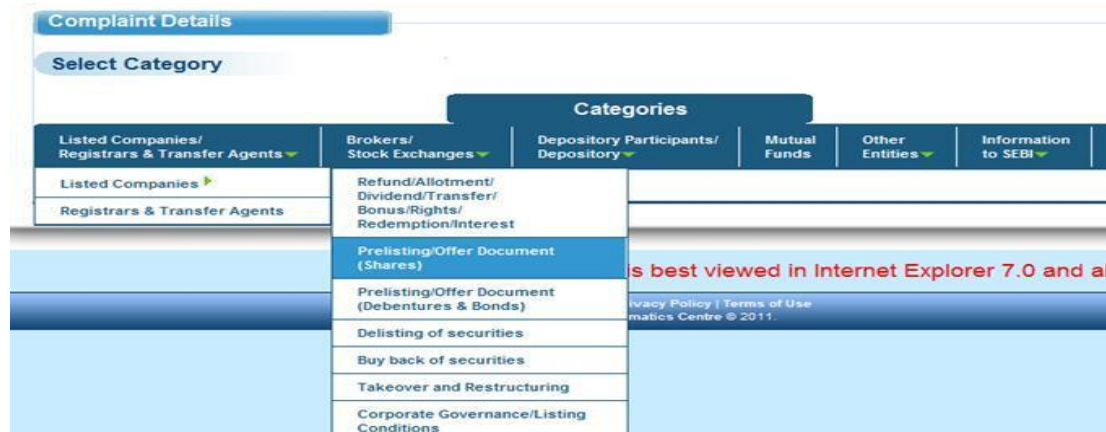 Complaint Details
Select Category
Categories
Listed Companies/
Registrars & Transfer Agents
Brokers/
Stock Exchanges
Depository Participants/
Depository
Mutual
Funds
Other
Entities
Information
to SEBI
Listed Companies
Registrars & Transfer Agents
Refund/Allotment/
Dividend/Transfer/
Bonus/Rights/
Redemption/Interest
Prelisting/Offer Document
(Shares)
Prelisting/Offer Document
(Debentures & Bonds)
Delisting of securities
Buy back of securities
Takeover and Restructuring
Corporate Governance/Listing
Conditions
is best viewed in Internet Explorer 7.0 and
ivacy Policy | Terms of Use
matics Centre © 2011.